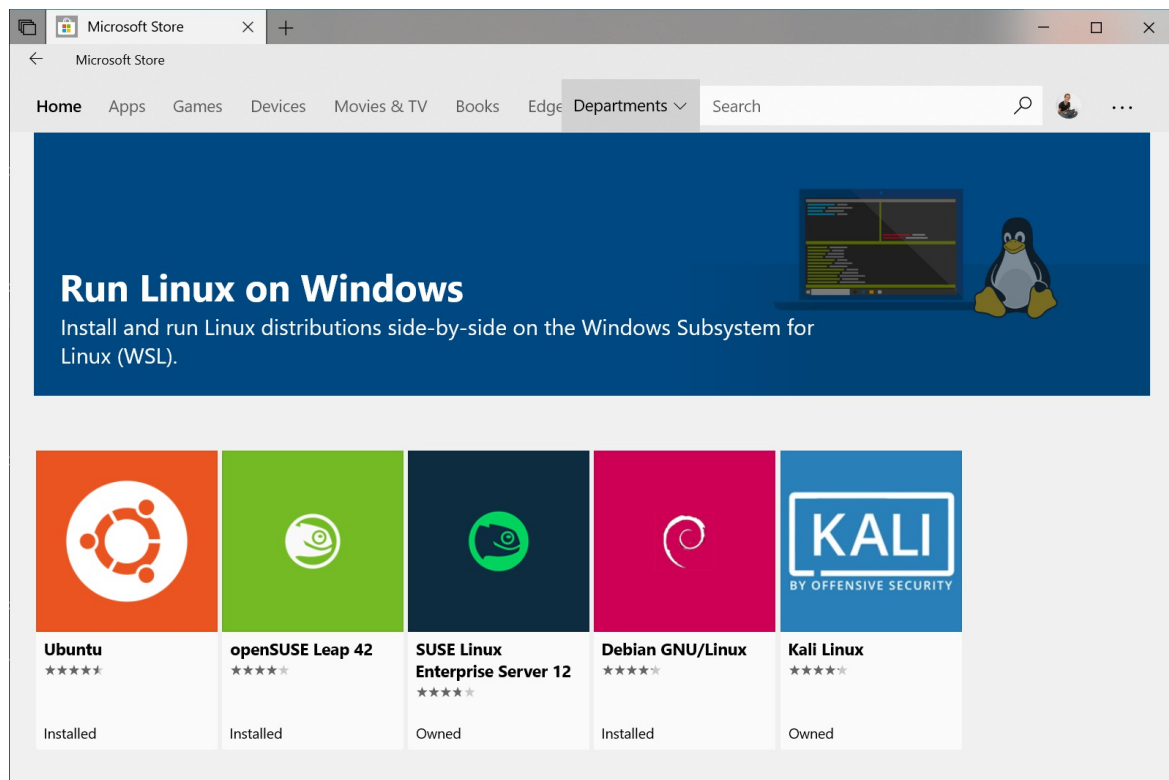 Microsoft Store
Microsoft Store
Home Apps Games Devices Movies & TV Books Edge Departments Search
Run Linux on Windows
Install and run Linux distributions side-by-side on the Windows Subsystem for
Linux (WSL).
KALI
BY OFFENSIVE SECURITY
Ubuntu
Installed
openSUSE Leap 42
Installed
SUSE Linux
Enterprise Server 12
Owned
Debian GNU/Linux
Installed
Kali Linux
Owned